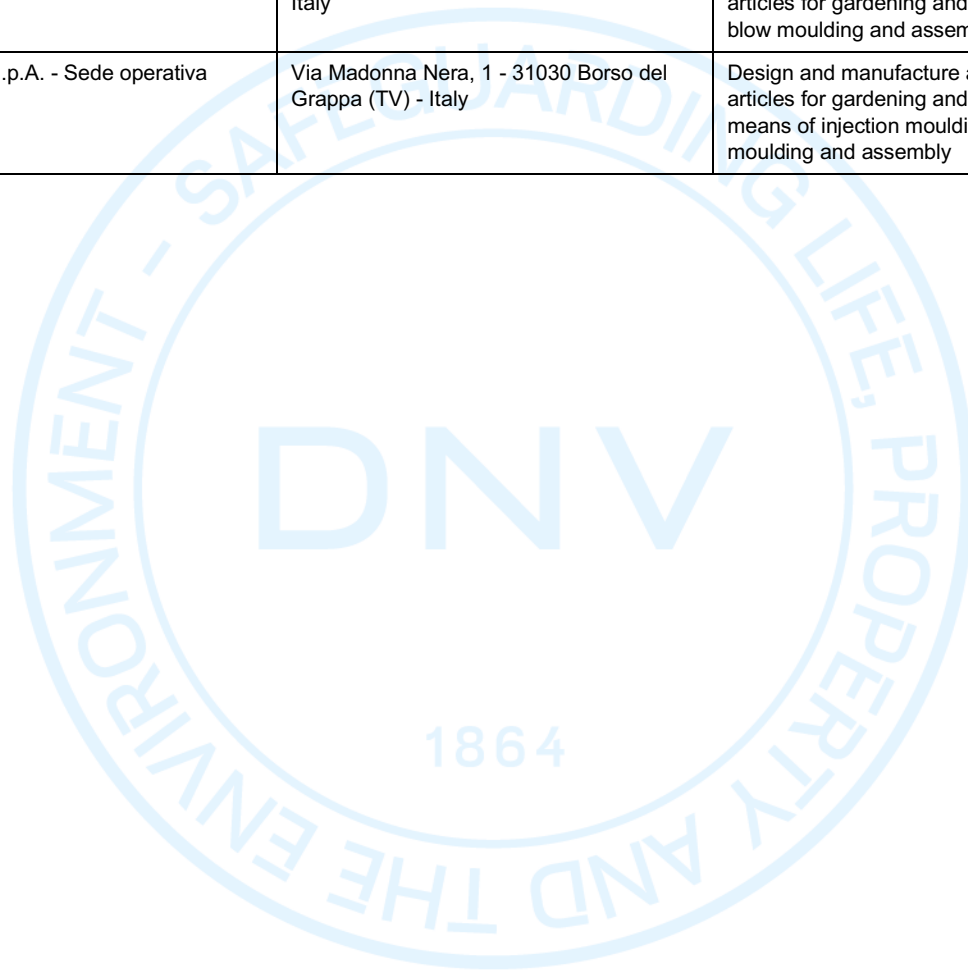 Italy
articles for gardening and
blow moulding and assem
.p.A. - Sede operativa
Via Madonna Nera, 1 - 31030 Borso del
Grappa (TV) - Italy
Design and manufacture a
articles for gardening and
means of injection mouldi
moulding and assembly
SAFEGUARDING LIFE, PROPERTY AND THE ENVIRONMENT -
DNV
1864